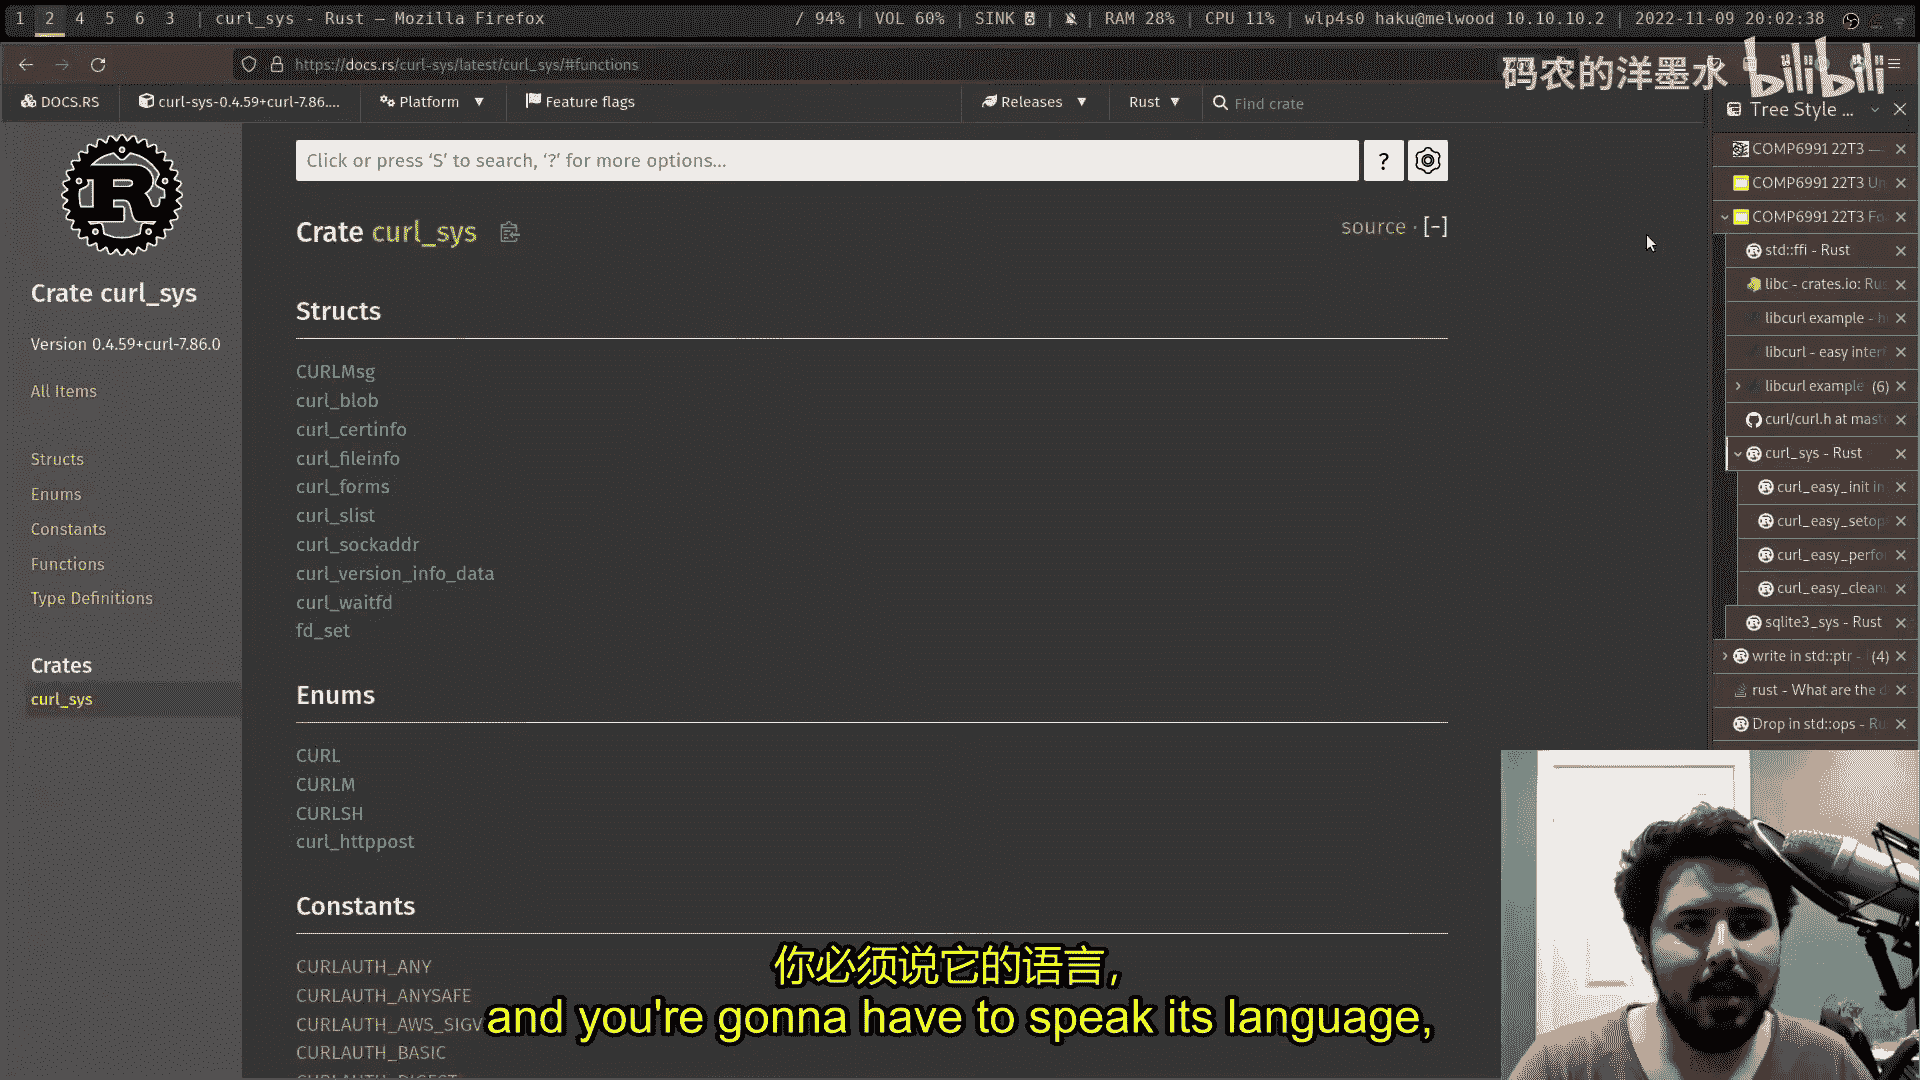 1 2 4 5 6 3 | curl_sys - Rust — Mozilla Firefox
/ 94% | VOL 60% | SINK | | RAM 28% | CPU 11% | wlp4s0 haku@melwood 10.10.10.2 | 2022-11-09 20:02:38
https://docs.rs/curl-sys/latest/curl_sys/#functions
码农的洋墨水 bilibili
DOCS.RS curl-sys-0.4.59+curl-7.86.... Platform ▼ Feature flags Releases ▼ Rust ▼ Find crate
Tree Style ...
Click or press ‘S’ to search, ‘?’ for more options...
?
Crate curl_sys
source · [-]
Crate curl_sys
Version 0.4.59+curl-7.86.0
All Items
Structs
Enums
Constants
Functions
Type Definitions
Crates
curl_sys
Structs
CURLMsg
curl_blob
curl_certinfo
curl_fileinfo
curl_forms
curl_slist
curl_sockaddr
curl_version_info_data
curl_waitfd
fd_set
Enums
CURL
CURLM
CURLSH
curl_httppost
Constants
CURLAUTH_ANY
CURLAUTH_ANYSAFE
CURLAUTH_AWS_SIGV
CURLAUTH_BASIC
CURLAUTH_DIGEST
COMP6991 22T3 —
COMP6991 22T3 Un
COMP6991 22T3 Fo
std::ffi - Rust
libc - crates.io: Ru
libcurl example - h
libcurl - easy inter
libcurl example (6)
curl/curl.h at mast
curl_sys - Rust
curl_easy_init in
curl_easy_setop
curl_easy_perfo
curl_easy_clean
sqlite3_sys - Rust
write in std::ptr - (4)
rust - What are the d
Drop in std::ops - Ru
你必须说它的语言,
and you're gonna have to speak its language,